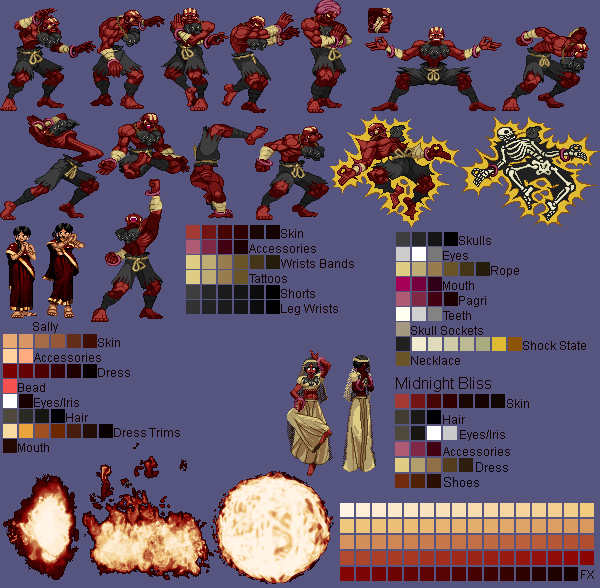 Skin
Accessories
Wrists Bands
Tattoos
Shorts
Leg Wrists
Skulls
Eyes
Rope
Mouth
Pagri
Teeth
Skull Sockets
Shock State
Necklace
Sally
Skin
Accessories
Dress
Bead
Eyes/Iris
Hair
Dress Trims
Mouth
Midnight Bliss
Skin
Hair
Eyes/Iris
Accessories
Dress
Shoes
FX